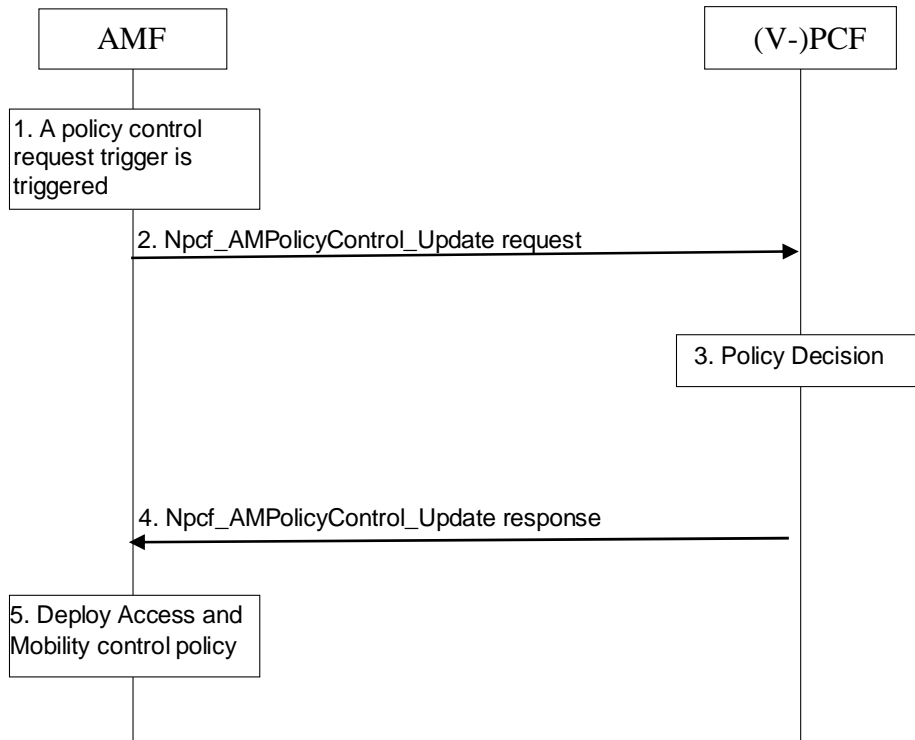 AMF
(V-)PCF
1. A policy control
request trigger is
triggered
2. Npcf_AMPolicyControl_Update request
3. Policy Decision
4. Npcf_AMPolicyControl_Update response
5. Deploy Access and
Mobility control policy